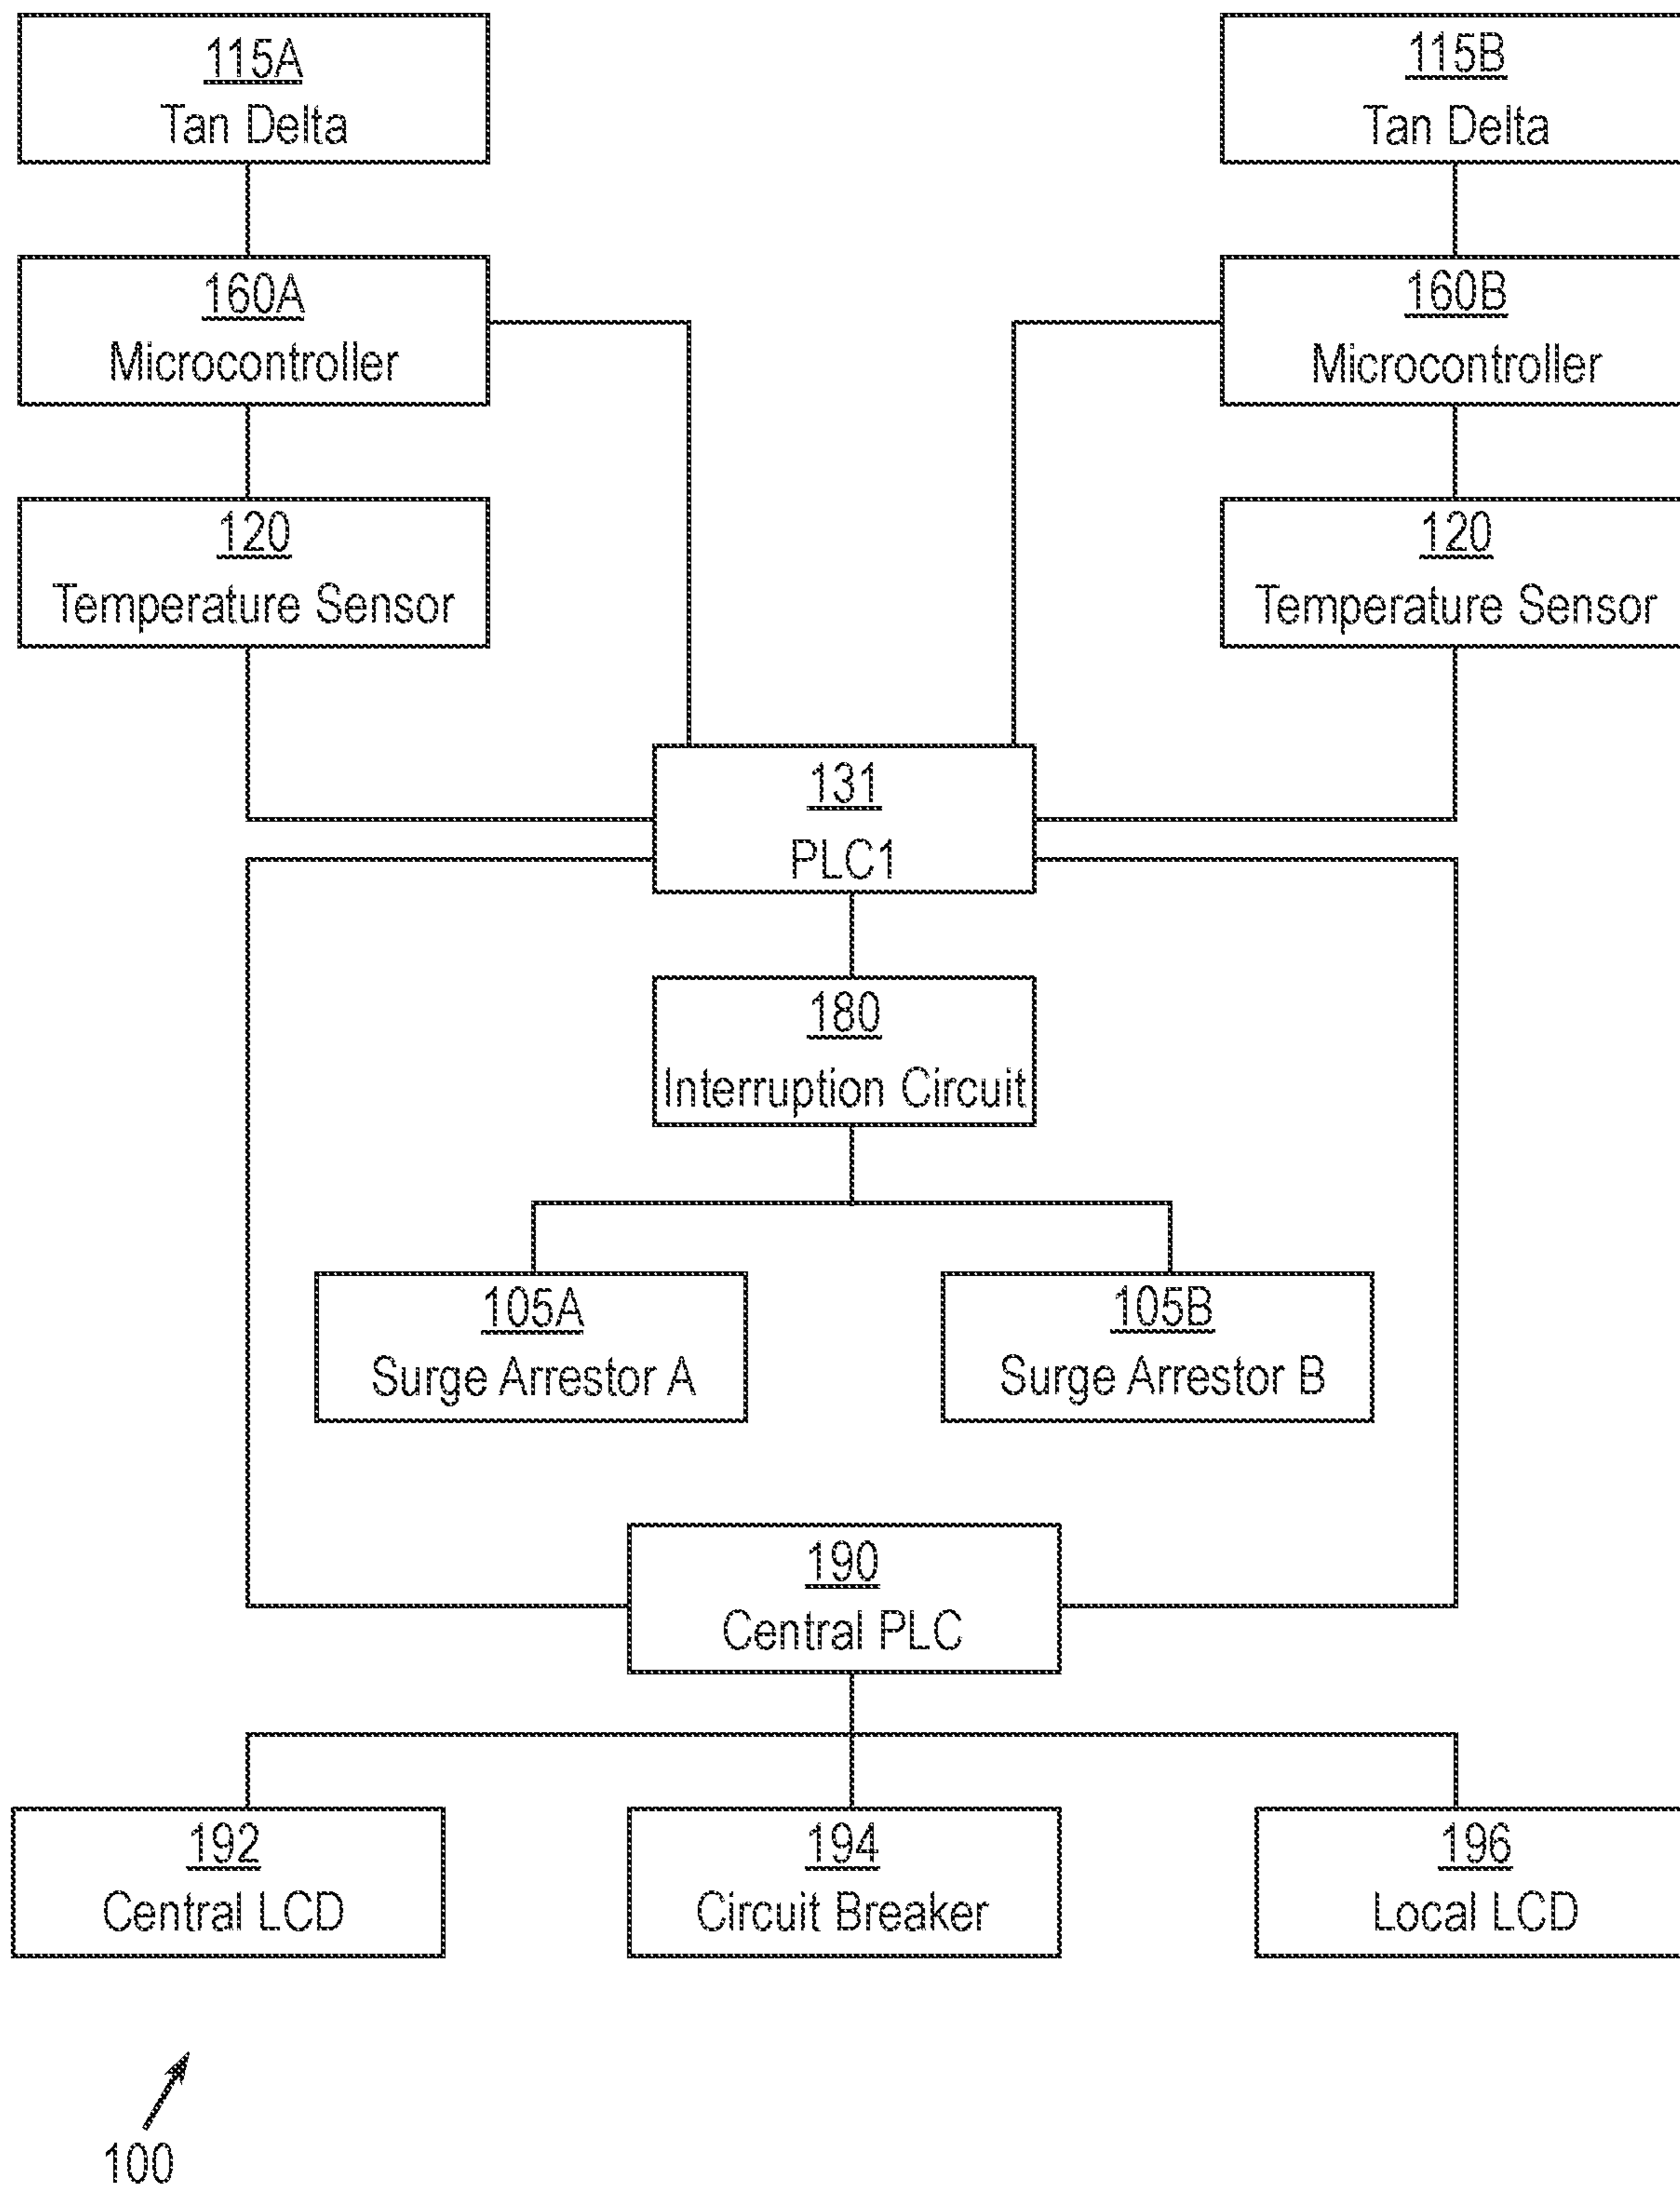 115A
Tan Delta
115B
Tan Delta
160A
Microcontroller
160B
Microcontroller
120
Temperature Sensor
120
Temperature Sensor
131
PLC1
180
Interruption Circuit
105A
Surge Arrestor A
105B
Surge Arrestor B
190
Central PLC
192
Central LCD
194
Circuit Breaker
196
Local LCD
100